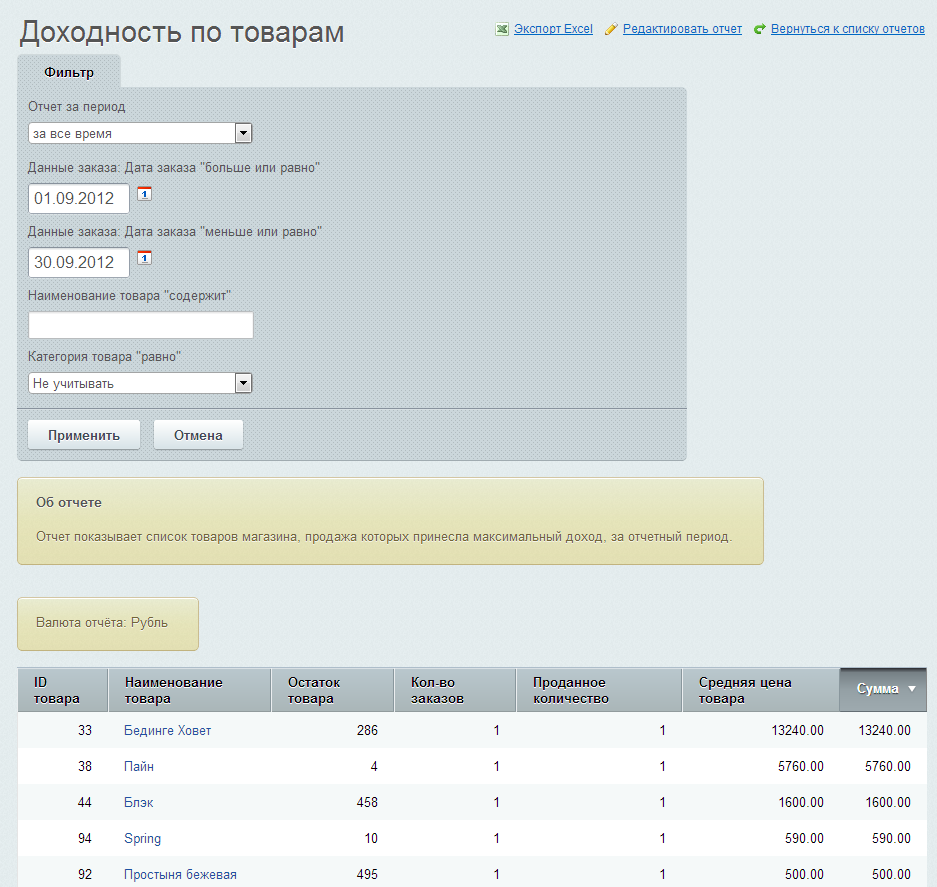 Доходность по товарам
Экспорт Excel Редактировать отчет Вернуться к списку отчетов
Фильтр
Отчет за период
за все время
Данные заказа: Дата заказа "больше или равно"
01.09.2012 1
Данные заказа: Дата заказа "меньше или равно"
30.09.2012 1
Наименование товара "содержит"
Категория товара "равно"
Не учитывать
Применить Отмена
Об отчете
Отчет показывает список товаров магазина, продажа которых принесла максимальный доход, за отчетный период.
Валюта отчёта: Рубль
ID товара Наименование товара Остаток товара Кол-во заказов Проданное количество Средняя цена товара Сумма
33 Бединге Ховет 286 1 1 13240.00 13240.00
38 Пайн 4 1 1 5760.00 5760.00
44 Блэк 458 1 1 1600.00 1600.00
94 Spring 10 1 1 590.00 590.00
92 Простыня бежевая 495 1 1 500.00 500.00